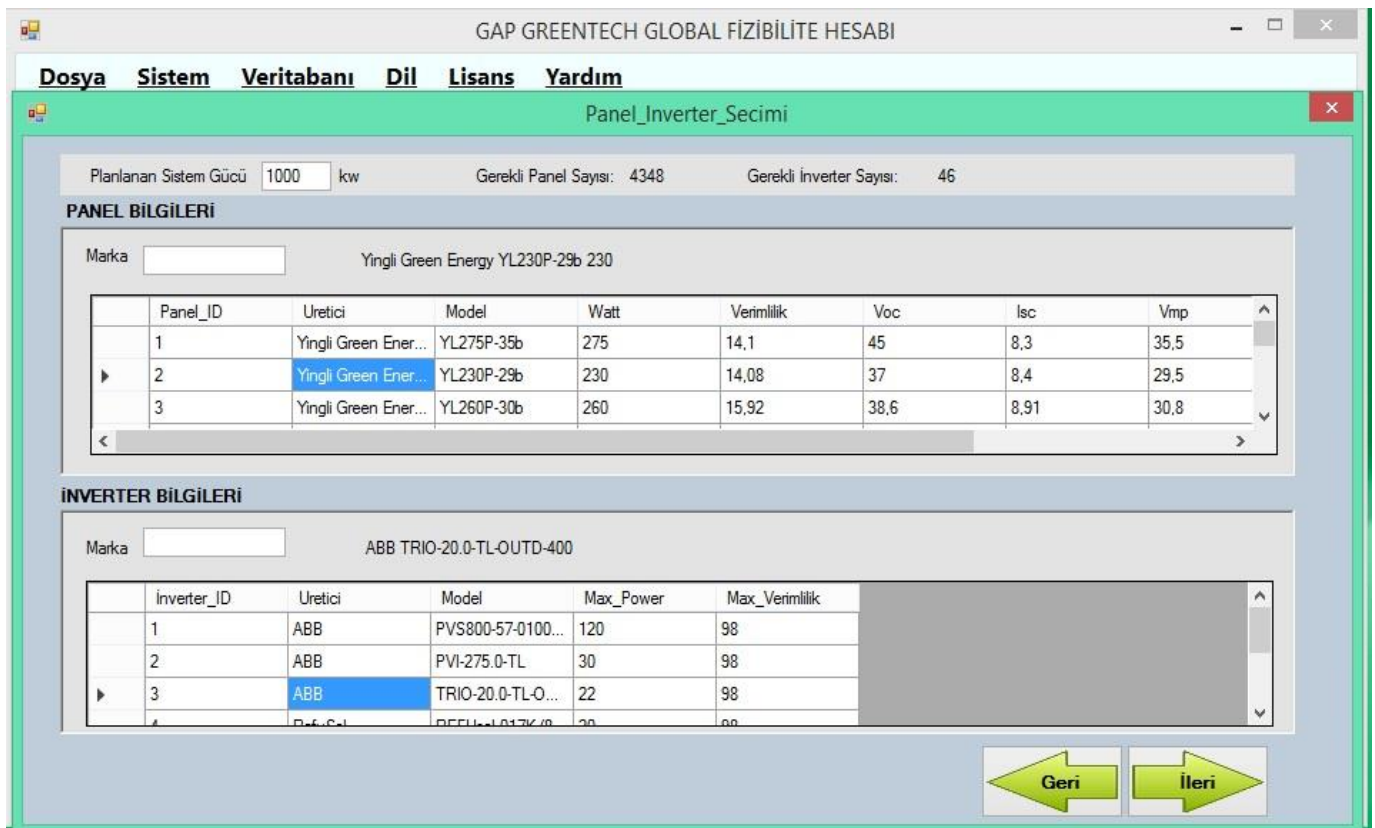 GAP GREENTECH GLOBAL FİZİBİLİTE HESABI
Dosya Sistem Veritabanı Dil Lisans Yardım
Panel_Inverter_Secimi
Planlanan Sistem Gücü 1000 kw Gerekli Panel Sayısı: 4348 Gerekli İnverter Sayısı: 46
PANEL BİLGİLERİ
Marka Yingli Green Energy YL230P-29b 230
Panel_ID Uretici Model Watt Verimlilik Voc Isc Vmp
1 Yingli Green Ener... YL275P-35b 275 14,1 45 8,3 35,5
2 Yingli Green Ener... YL230P-29b 230 14,08 37 8,4 29,5
3 Yingli Green Ener... YL260P-30b 260 15,92 38,6 8,91 30,8
İNVERTER BİLGİLERİ
Marka ABB TRIO-20.0-TL-OUTD-400
İnverter_ID Uretici Model Max_Power Max_Verimlilik
1 ABB PVS800-57-0100... 120 98
2 ABB PVI-275.0-TL 30 98
3 ABB TRIO-20.0-TL-O... 22 98
Geri İleri